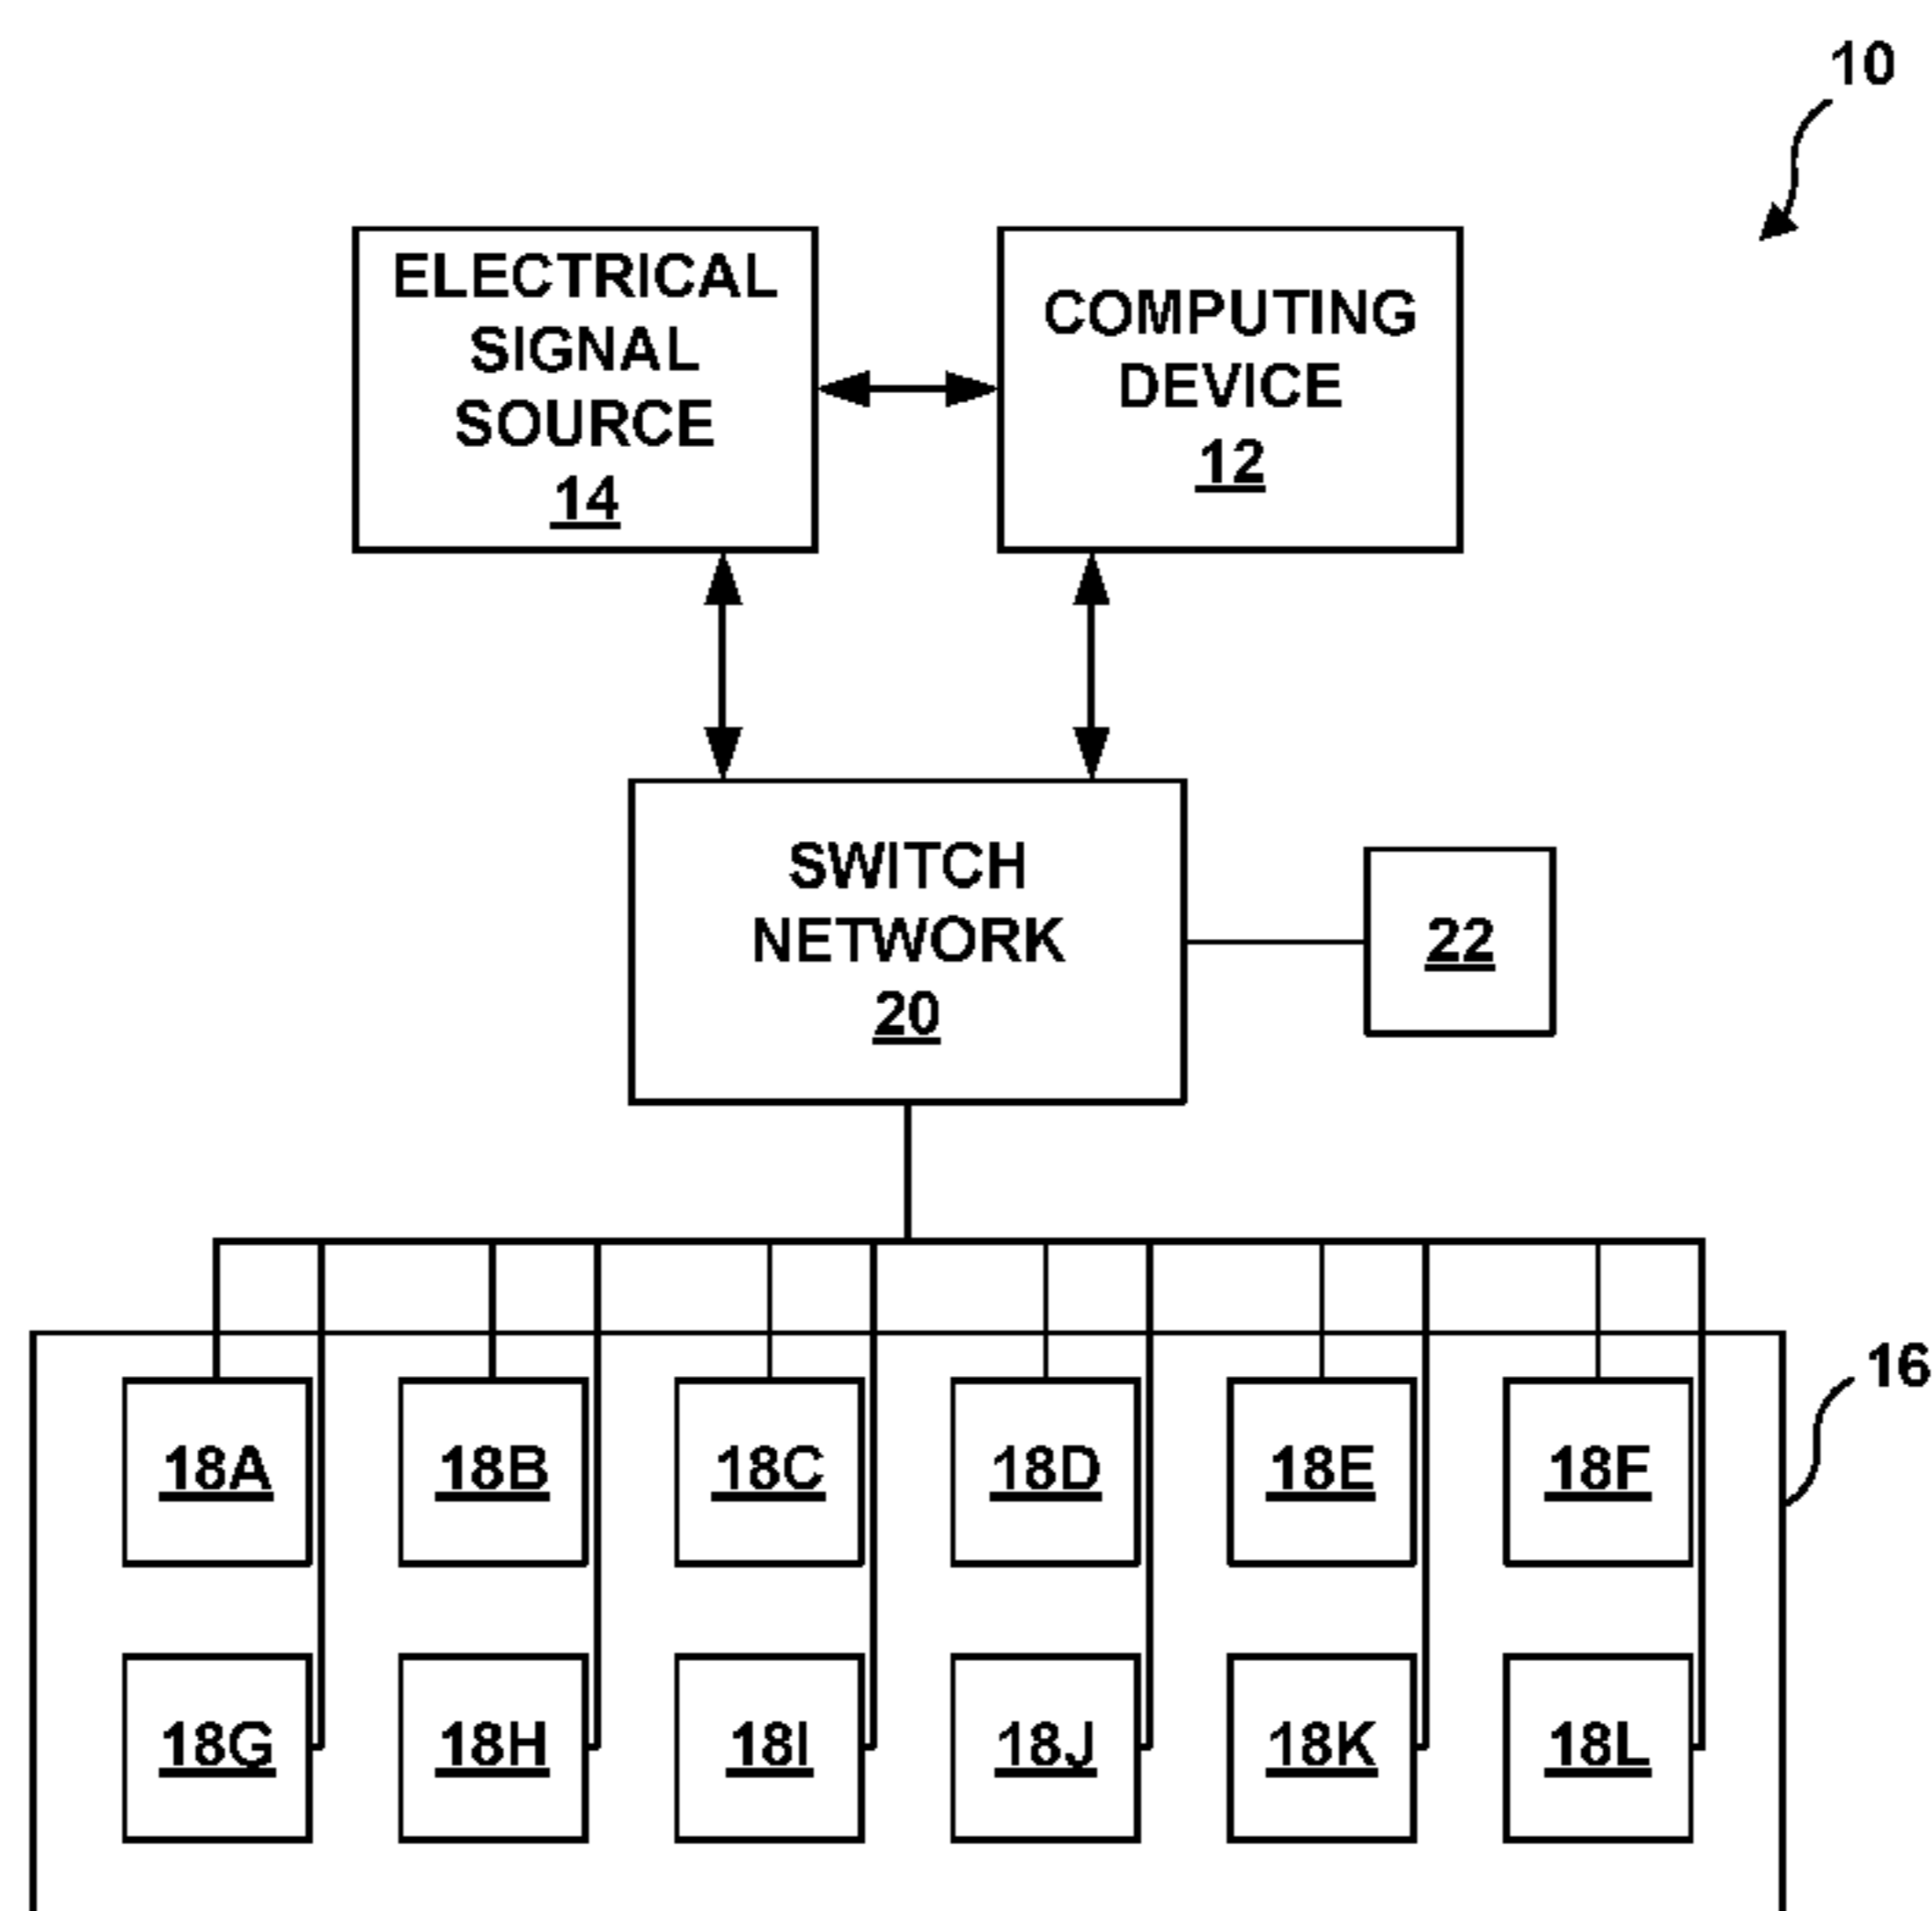 10
ELECTRICAL
SIGNAL
SOURCE
14
COMPUTING
DEVICE
12
SWITCH
NETWORK
20
22
16
18A 18B 18C 18D 18E 18F
18G 18H 18I 18J 18K 18L